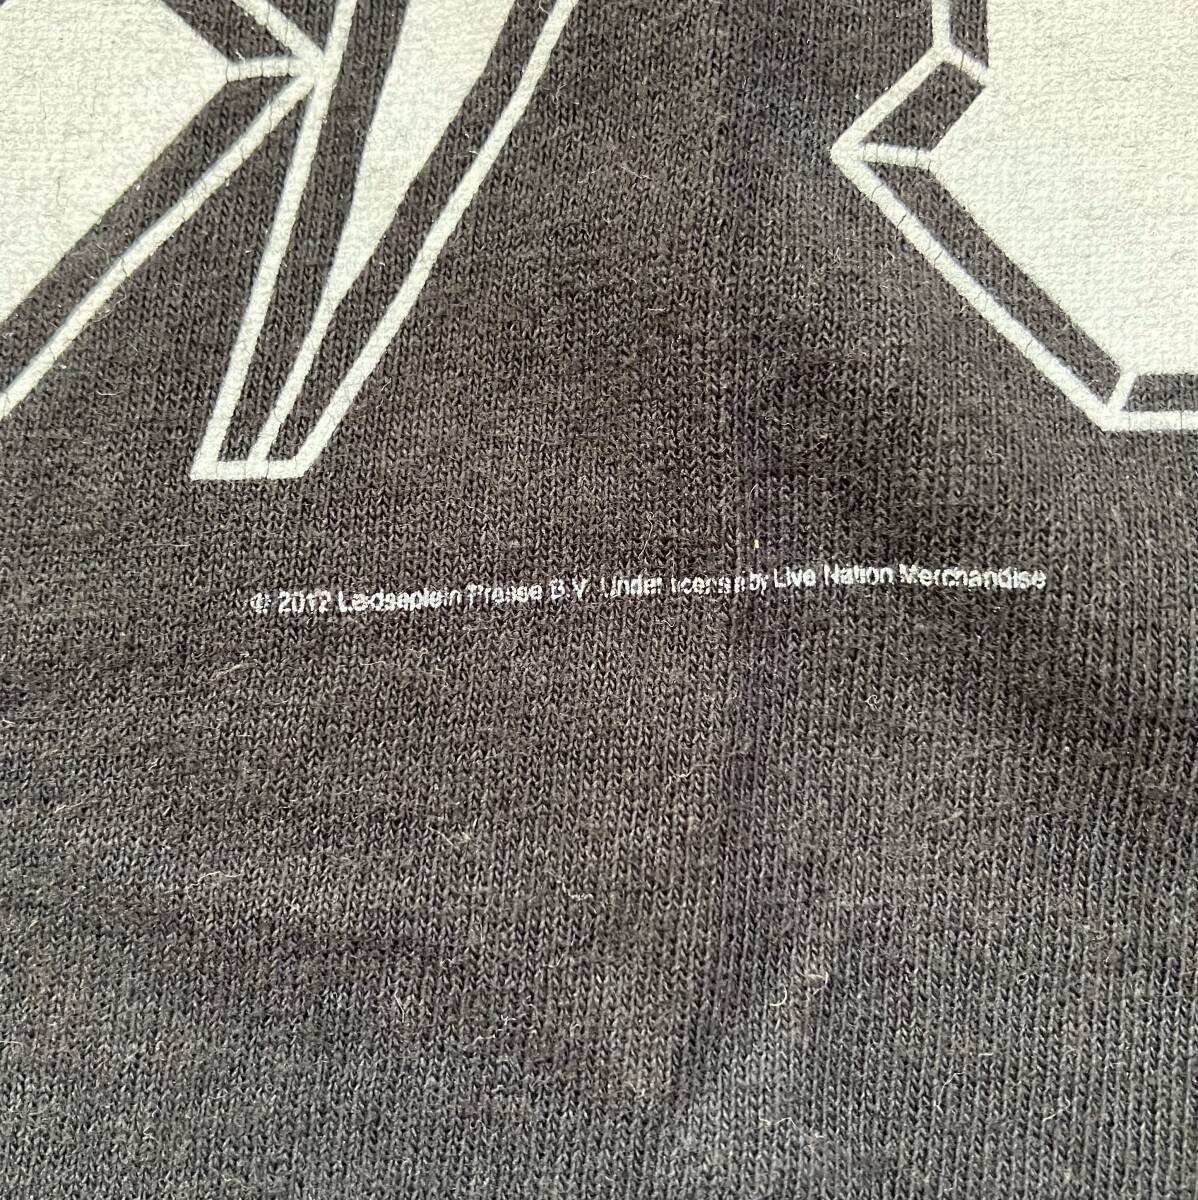 © 2012 Leidseplein Presse B.V. Under license by Live Nation Merchandise